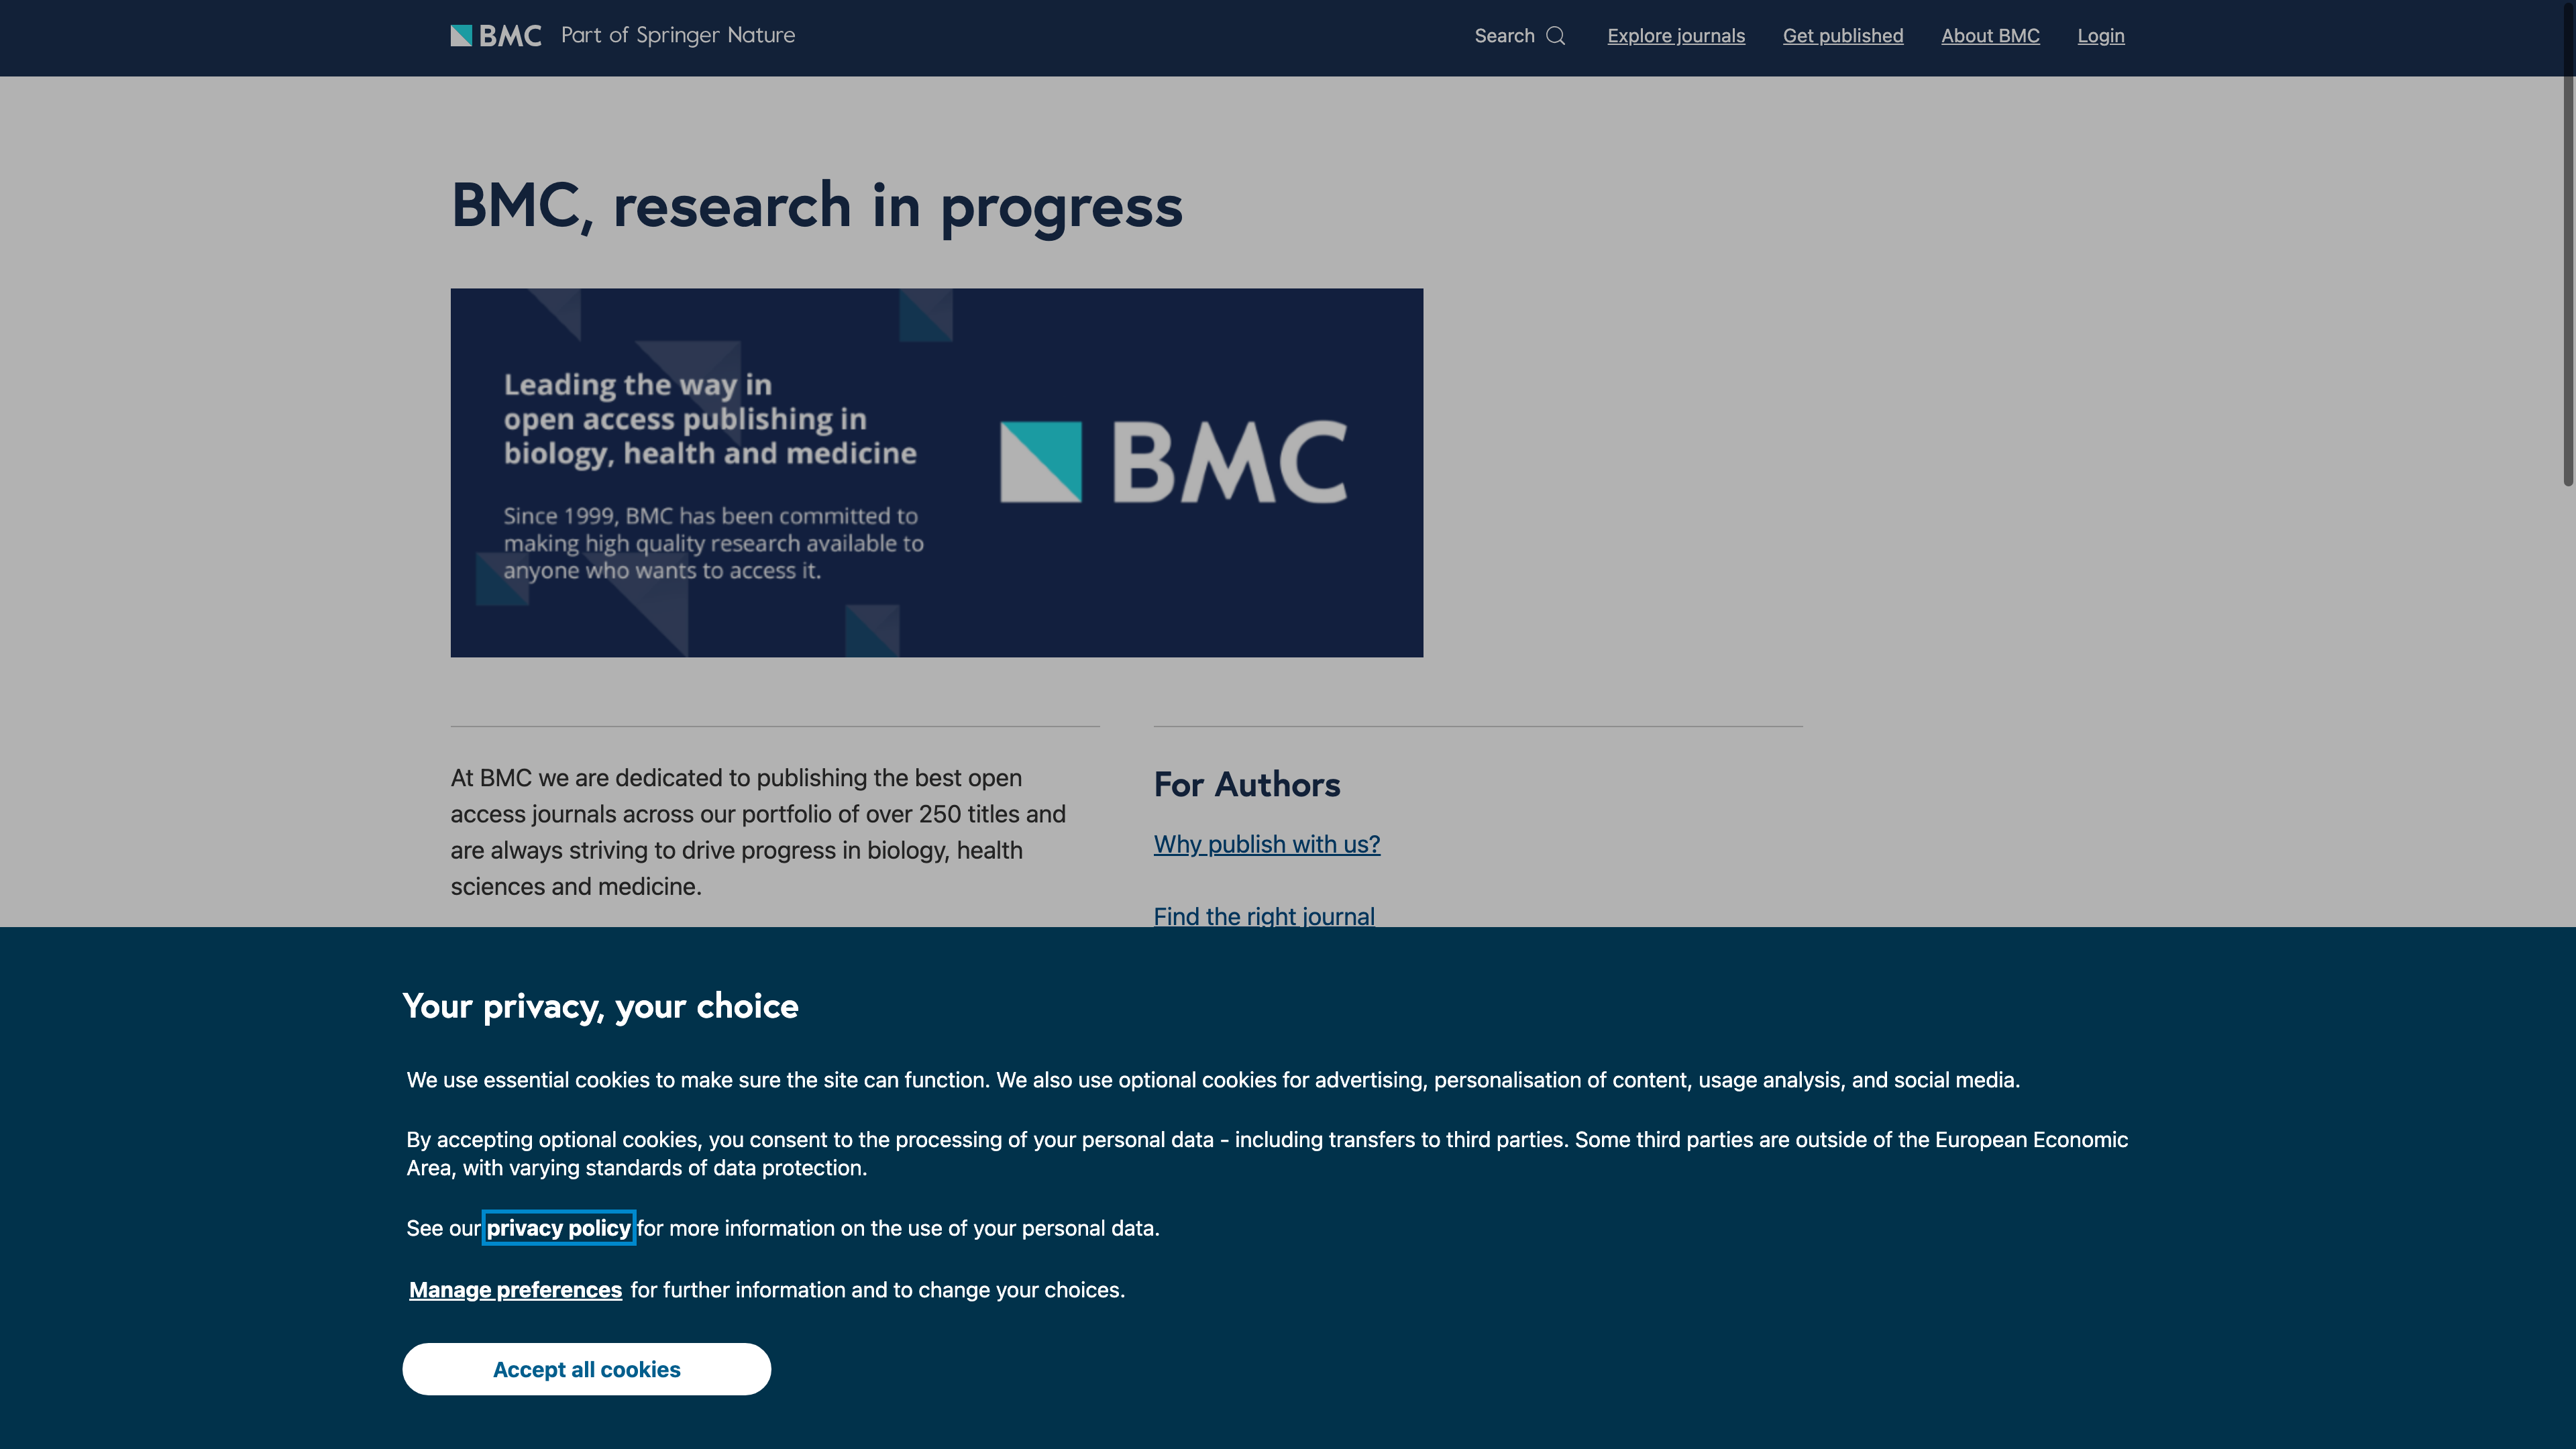 BMC Part of Springer Nature
Search Explore journals Get published About BMC Login
BMC, research in progress
Leading the way in
open access publishing in
biology, health and medicine
Since 1999, BMC has been committed to
making high quality research available to
anyone who wants to access it.
BMC
At BMC we are dedicated to publishing the best open
access journals across our portfolio of over 250 titles and
are always striving to drive progress in biology, health
sciences and medicine.
For Authors
Why publish with us?
Find the right journal
Your privacy, your choice
We use essential cookies to make sure the site can function. We also use optional cookies for advertising, personalisation of content, usage analysis, and social media.
By accepting optional cookies, you consent to the processing of your personal data - including transfers to third parties. Some third parties are outside of the European Economic
Area, with varying standards of data protection.
See our privacy policy for more information on the use of your personal data.
Manage preferences for further information and to change your choices.
Accept all cookies